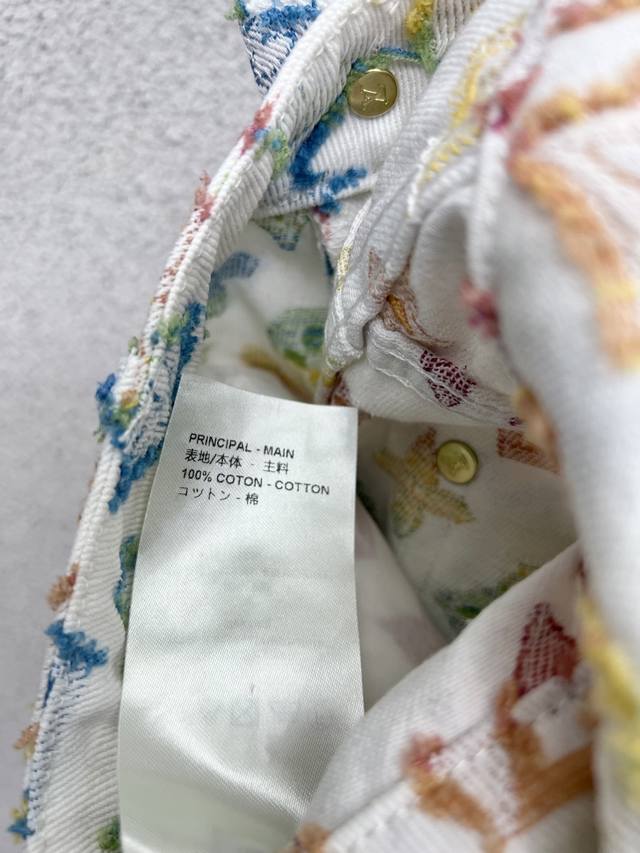 PRINCIPAL - MAIN
表地/本体 - 主料
100% COTON - COTTON
コットン - 棉